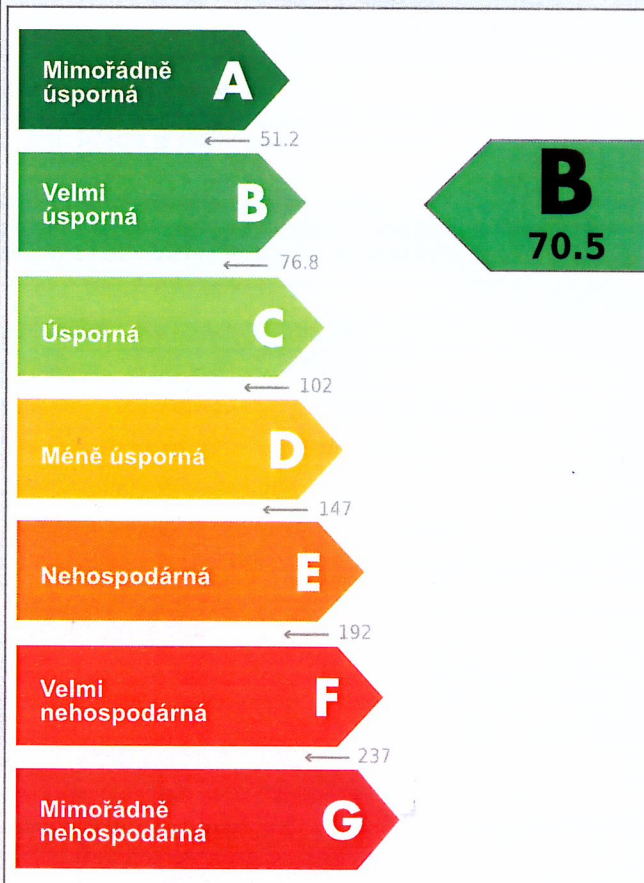 Mimořádně
úsporná
A
51.2
Velmi
úsporná
B
76.8
B
70.5
Úsporná
C
102
Méně úsporná
D
147
Nehospodárná
E
192
Velmi
nehospodárná
F
237
Mimořádně
nehospodárná
G